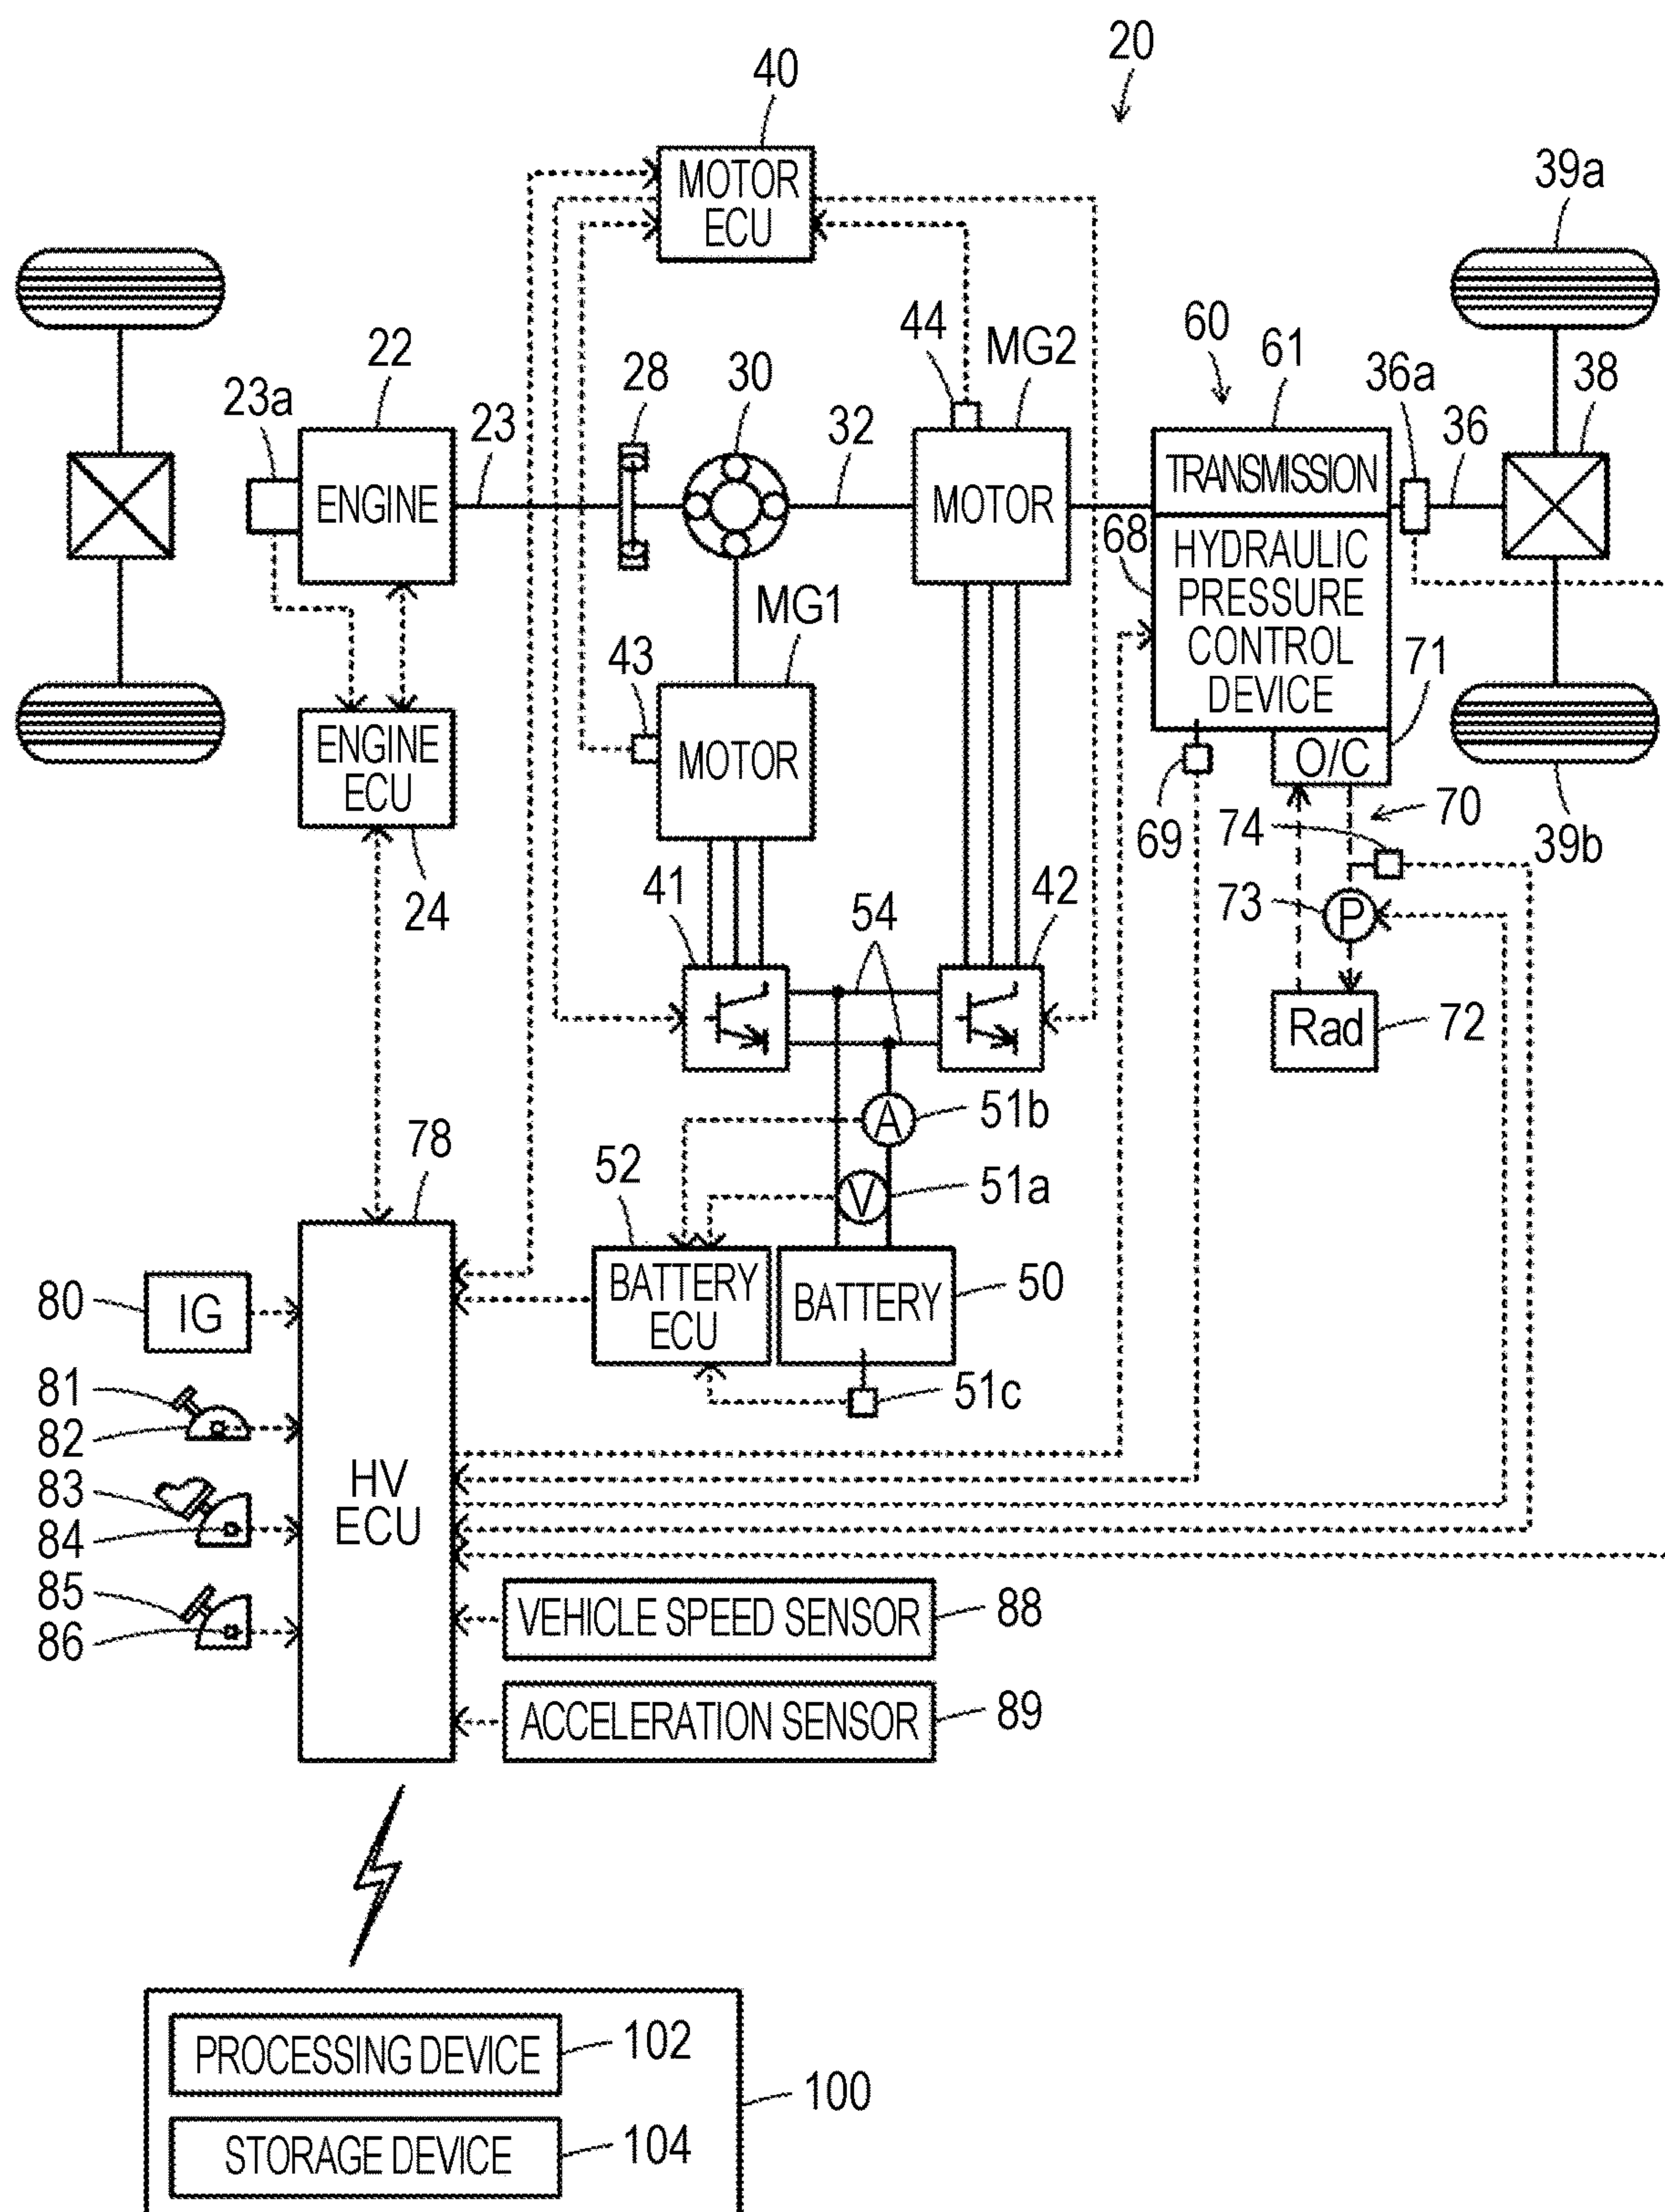 20
40
MOTOR
ECU
39a
44
MG2
60
61
36a
38
22
28
30
23a
23
32
36
ENGINE
MOTOR
TRANSMISSION
68
HYDRAULIC
PRESSURE
CONTROL
DEVICE
MG1
43
71
ENGINE
ECU
MOTOR
O/C
69
74
70
39b
24
41
54
42
73
P
Rad
72
A
51b
78
52
V
51a
80
IG
BATTERY
ECU
BATTERY
50
81
82
51c
83
84
HV
ECU
85
86
VEHICLE SPEED SENSOR
88
ACCELERATION SENSOR
89
PROCESSING DEVICE
102
100
STORAGE DEVICE
104